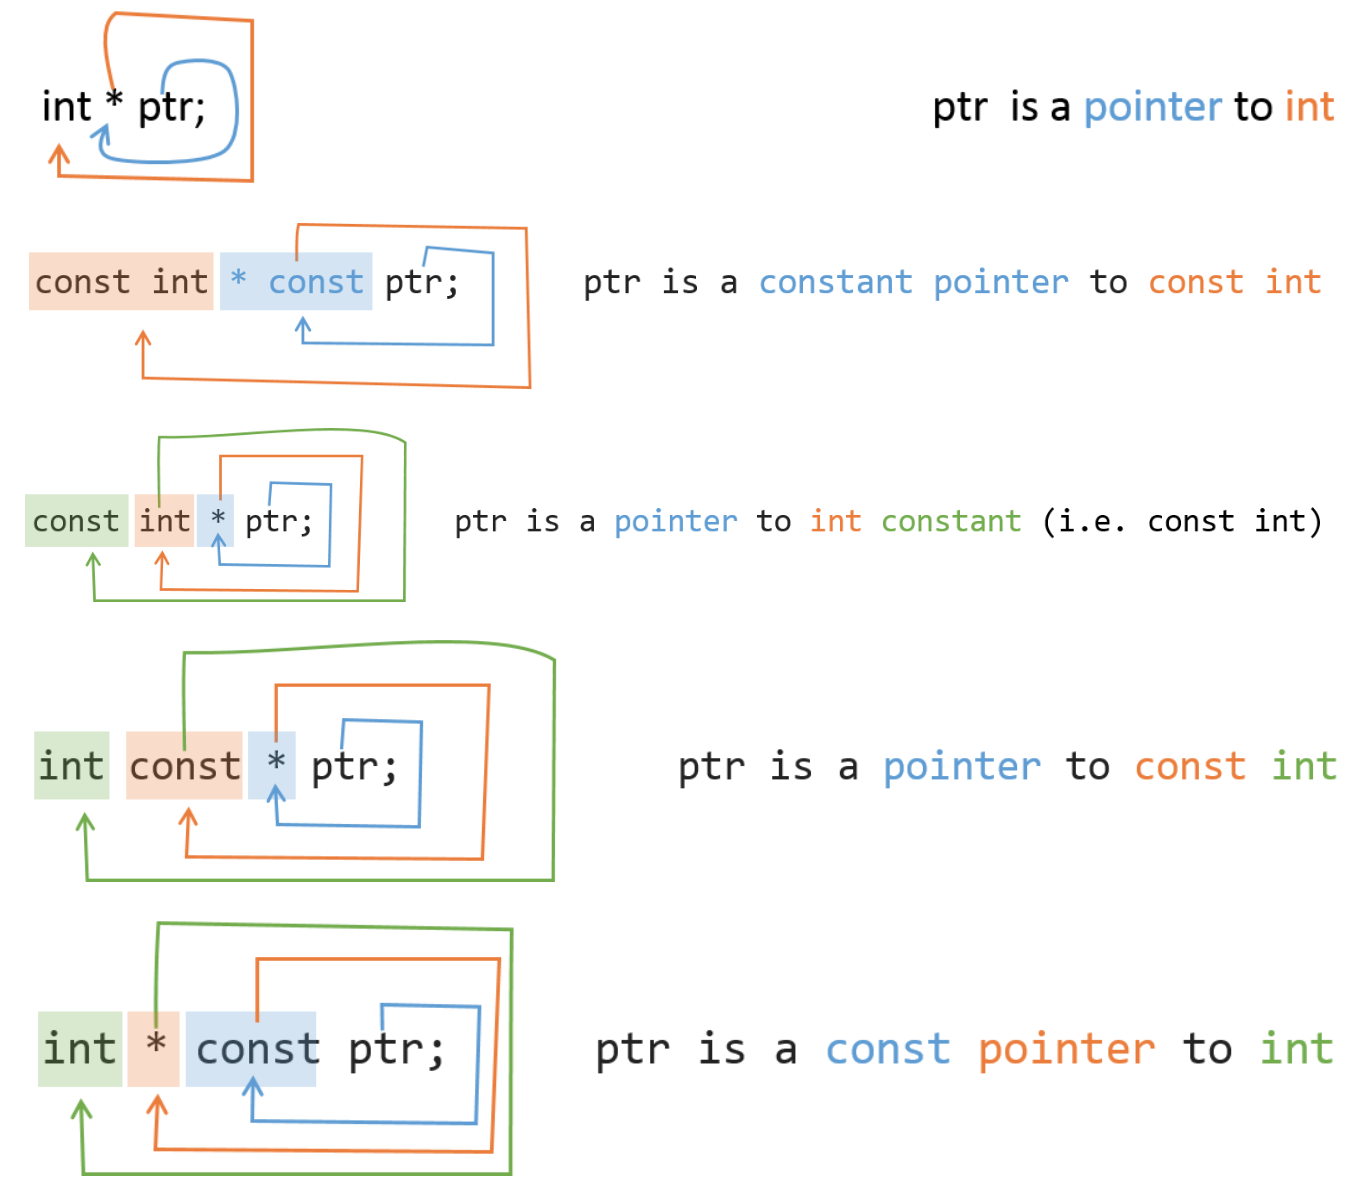 int * ptr; ptr is a pointer to int
const int * const ptr; ptr is a constant pointer to const int
const int * ptr; ptr is a pointer to int constant (i.e. const int)
int const * ptr; ptr is a pointer to const int
int * const ptr; ptr is a const pointer to int